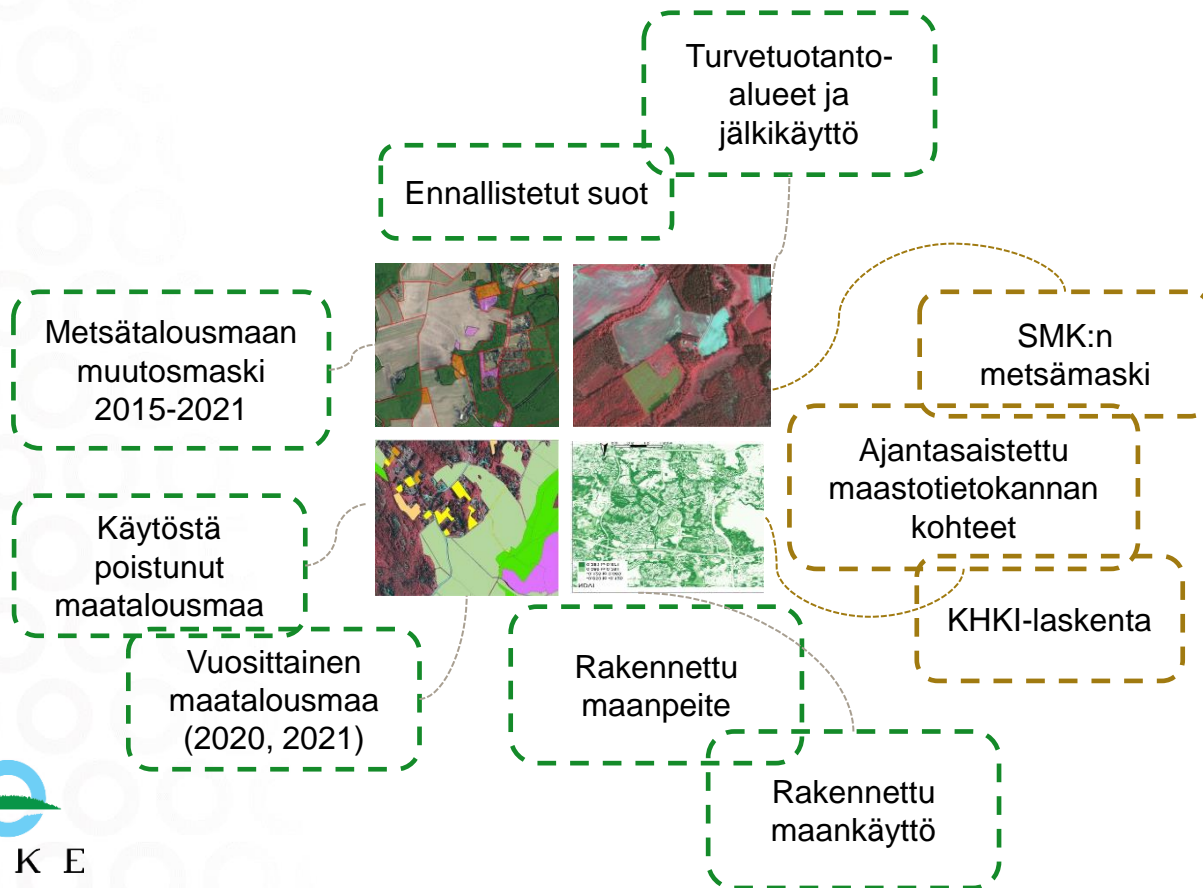 Turvetuotanto-
alueet ja
jälkikäyttö
Ennallistetut suot
Metsätalousmaan
muutosmaski
2015-2021
SMK:n
metsämaski
Ajantasaistettu
maastotietokannan
kohteet
Käytöstä
poistunut
maatalousmaa
KHKI-laskenta
Vuosittainen
maatalousmaa
(2020, 2021)
Rakennettu
maanpeite
Rakennettu
maankäyttö
K E